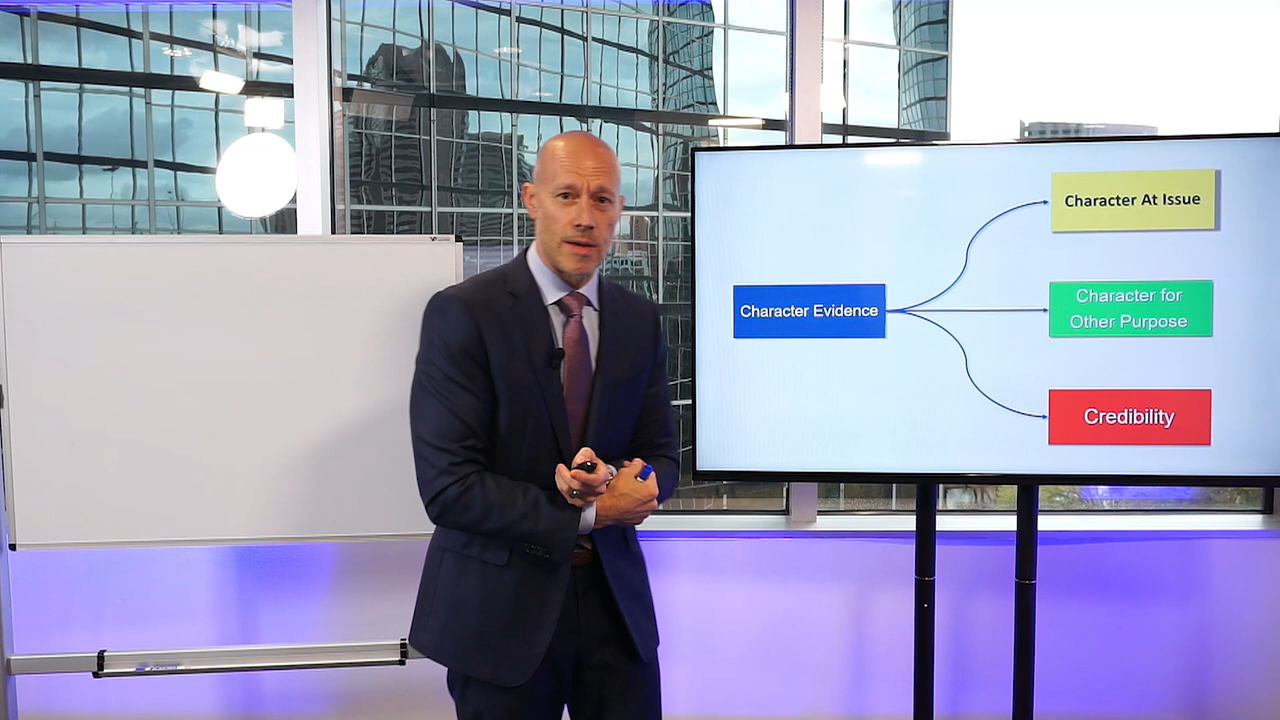 Character At Issue
Character Evidence
Character for
Other Purpose
Credibility